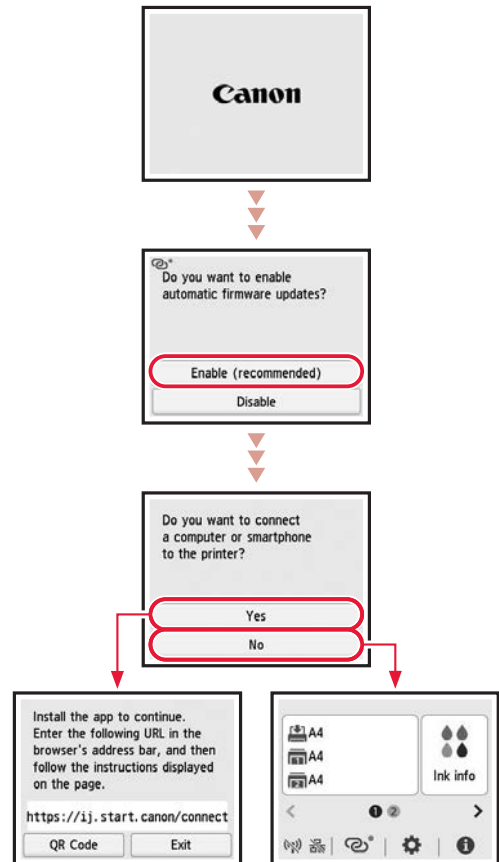 Canon
Do you want to enable
automatic firmware updates?
Enable (recommended)
Disable
Do you want to connect
a computer or smartphone
to the printer?
Yes
No
Install the app to continue.
Enter the following URL in the
browser's address bar, and then
follow the instructions displayed
on the page.
https://ij.start.canon/connect
QR Code
Exit
A4
A4
A4
Ink info
< 1 2 >